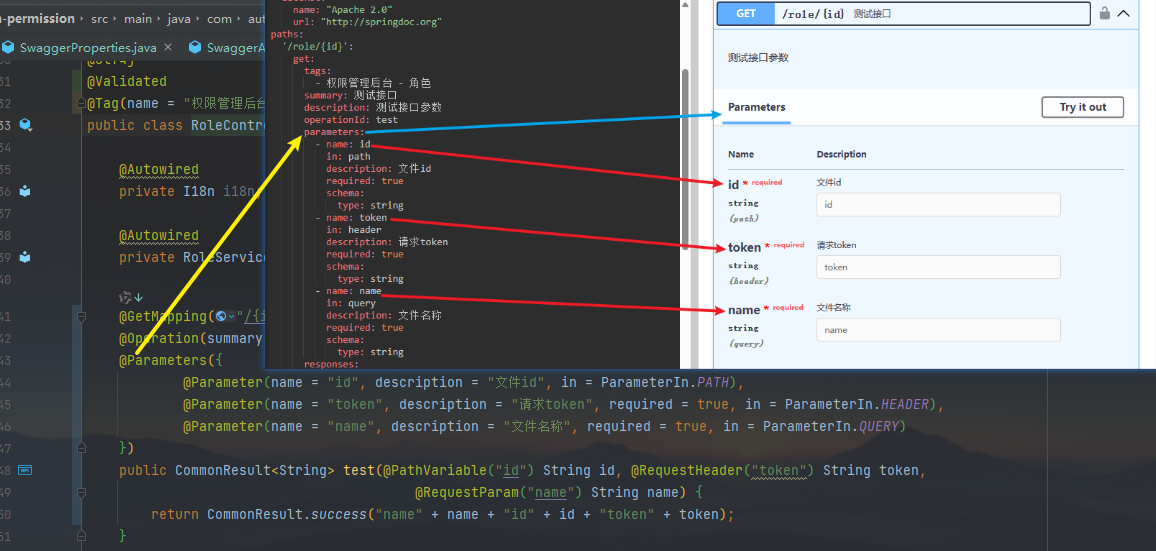 -permission › src › main › java › com › aut
SwaggerProperties.java ×
SwaggerA
@Slf4j
@Validated
@Tag(name = "权限管理后台
public class RoleContro
@Autowired
private I18n i18n;
@Autowired
private RoleService
@GetMapping("/{i
@Operation(summary
@Parameters({
@Parameter(name = "id", description = "文件id", in = ParameterIn.PATH),
@Parameter(name = "token", description = "请求token", required = true, in = ParameterIn.HEADER),
@Parameter(name = "name", description = "文件名称", required = true, in = ParameterIn.QUERY)
})
public CommonResult<String> test(@PathVariable("id") String id, @RequestHeader("token") String token,
@RequestParam("name") String name) {
return CommonResult.success("name" + name + "id" + id + "token" + token);
}
31
32
33
34
35
36
37
38
39
40
41
42
43
44
45
46
47
48
49
50
51
name: "Apache 2.0"
url: "http://springdoc.org"
paths:
'/role/{id}':
get:
tags:
- 权限管理后台 - 角色
summary: 测试接口
description: 测试接口参数
operationId: test
parameters:
- name: id
in: path
description: 文件id
required: true
schema:
type: string
- name: token
in: header
description: 请求token
required: true
schema:
type: string
- name: name
in: query
description: 文件名称
required: true
schema:
type: string
responses:
GET /role/{id} 测试接口
测试接口参数
Parameters
Try it out
Name Description
id * required 文件id
string
(path)
id
token * required 请求token
string
(header)
token
name * required 文件名称
string
(query)
name